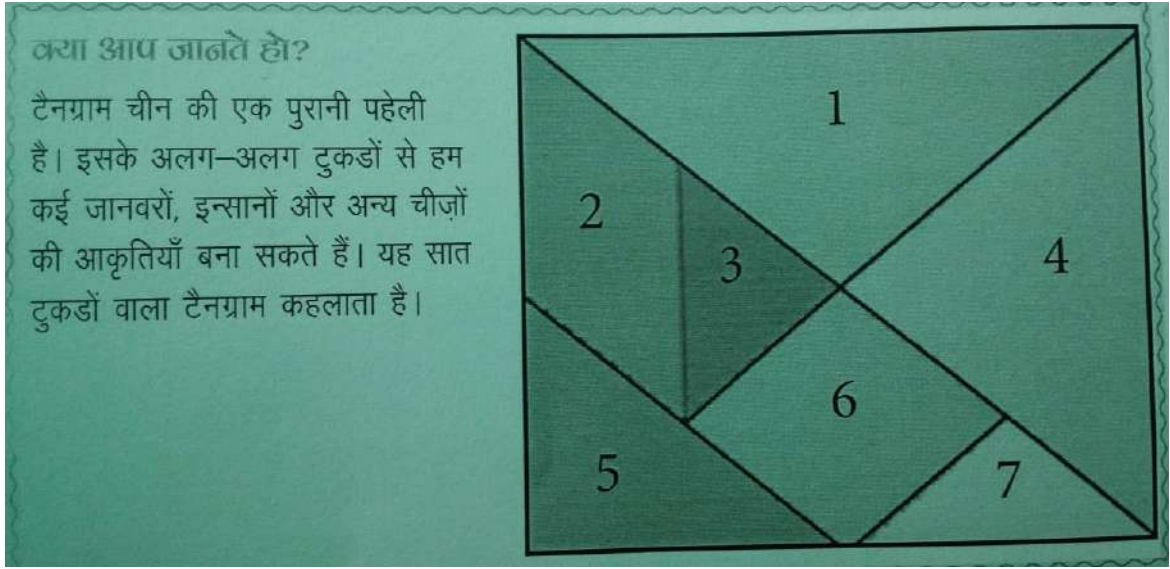 क्या आप जानते हो?
टैनग्राम चीन की एक पुरानी पहेली
है। इसके अलग–अलग टुकडों से हम
कई जानवरों, इन्सानों और अन्य चीज़ों
की आकृतियाँ बना सकते हैं। यह सात
टुकडों वाला टैनग्राम कहलाता है।
1
2
3
4
5
6
7